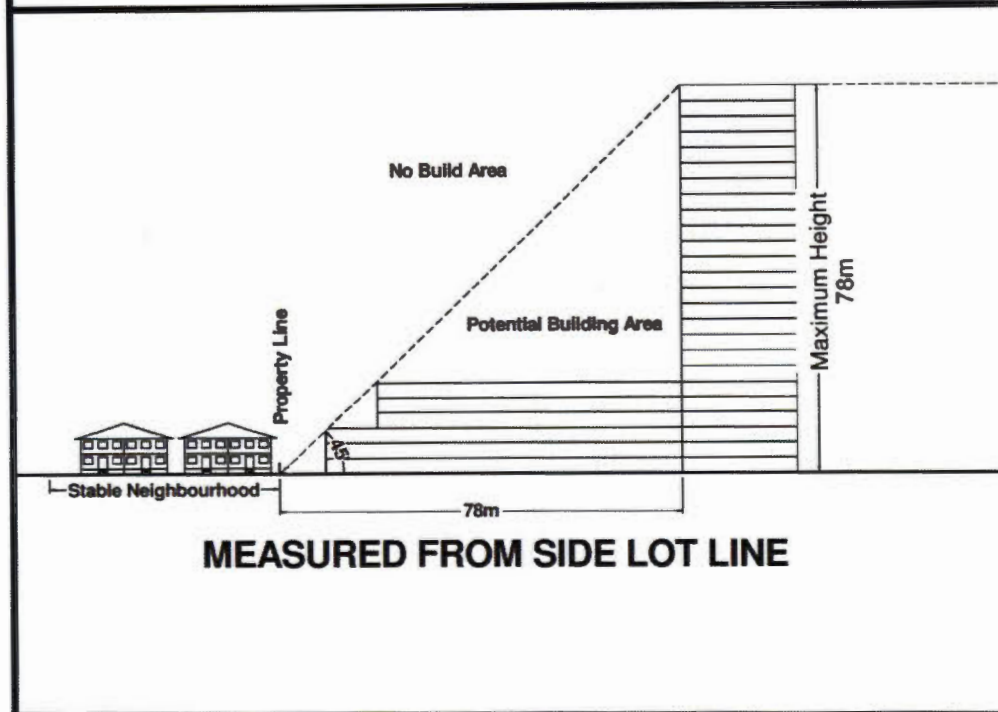 No Build Area
Maximum Height
78m
Potential Building Area
Property Line
45°
Stable Neighbourhood
78m
MEASURED FROM SIDE LOT LINE